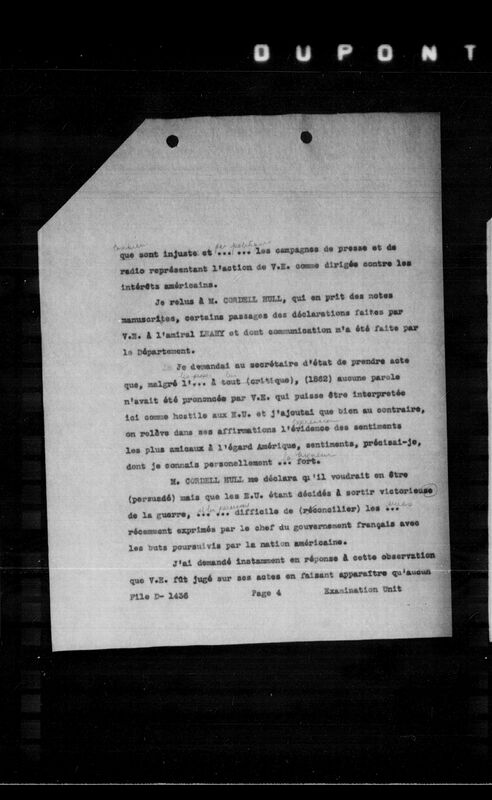 DUPONT
que sont injuste et ... ... les campagnes de presse et de
radio représentant l'action de V.E. comme dirigée contre les
intérêts américains.
Je relus à M. CORDELL HULL, qui en prit des notes
manuscrites, certains passages des déclarations faites par
V.E. à l'amiral LEAHY et dont communication m'a été faite par
le Département.
Je demandai au secrétaire d'état de prendre acte
que, malgré l'... à tout (critique), (1862) aucune parole
n'avait été prononcée par V.E. qui puisse être interpretée
ici comme hostile aux E.U. et j'ajoutai que bien au contraire,
expression
on relève dans ses affirmations l'évidence des sentiments
les plus amicaux à l'égard Amérique, sentiments, précisai-je,
dont je connais personellement ... fort.
M. CORDELL HULL me déclara qu'il voudrait en être
(persuadé) mais que les E.U. étant décidés à sortir victorieuse
vues
de la guerre, ... ... difficile de (réconcilier) les ...
récemment exprimés par le chef du gouvernement français avec
les buts poursuivis par la nation américaine.
J'ai demandé instamment en réponse à cette observation
que V.E. fût jugé sur ses actes en faisant apparaître qu'aucun
File D- 1436 Page 4 Examination Unit